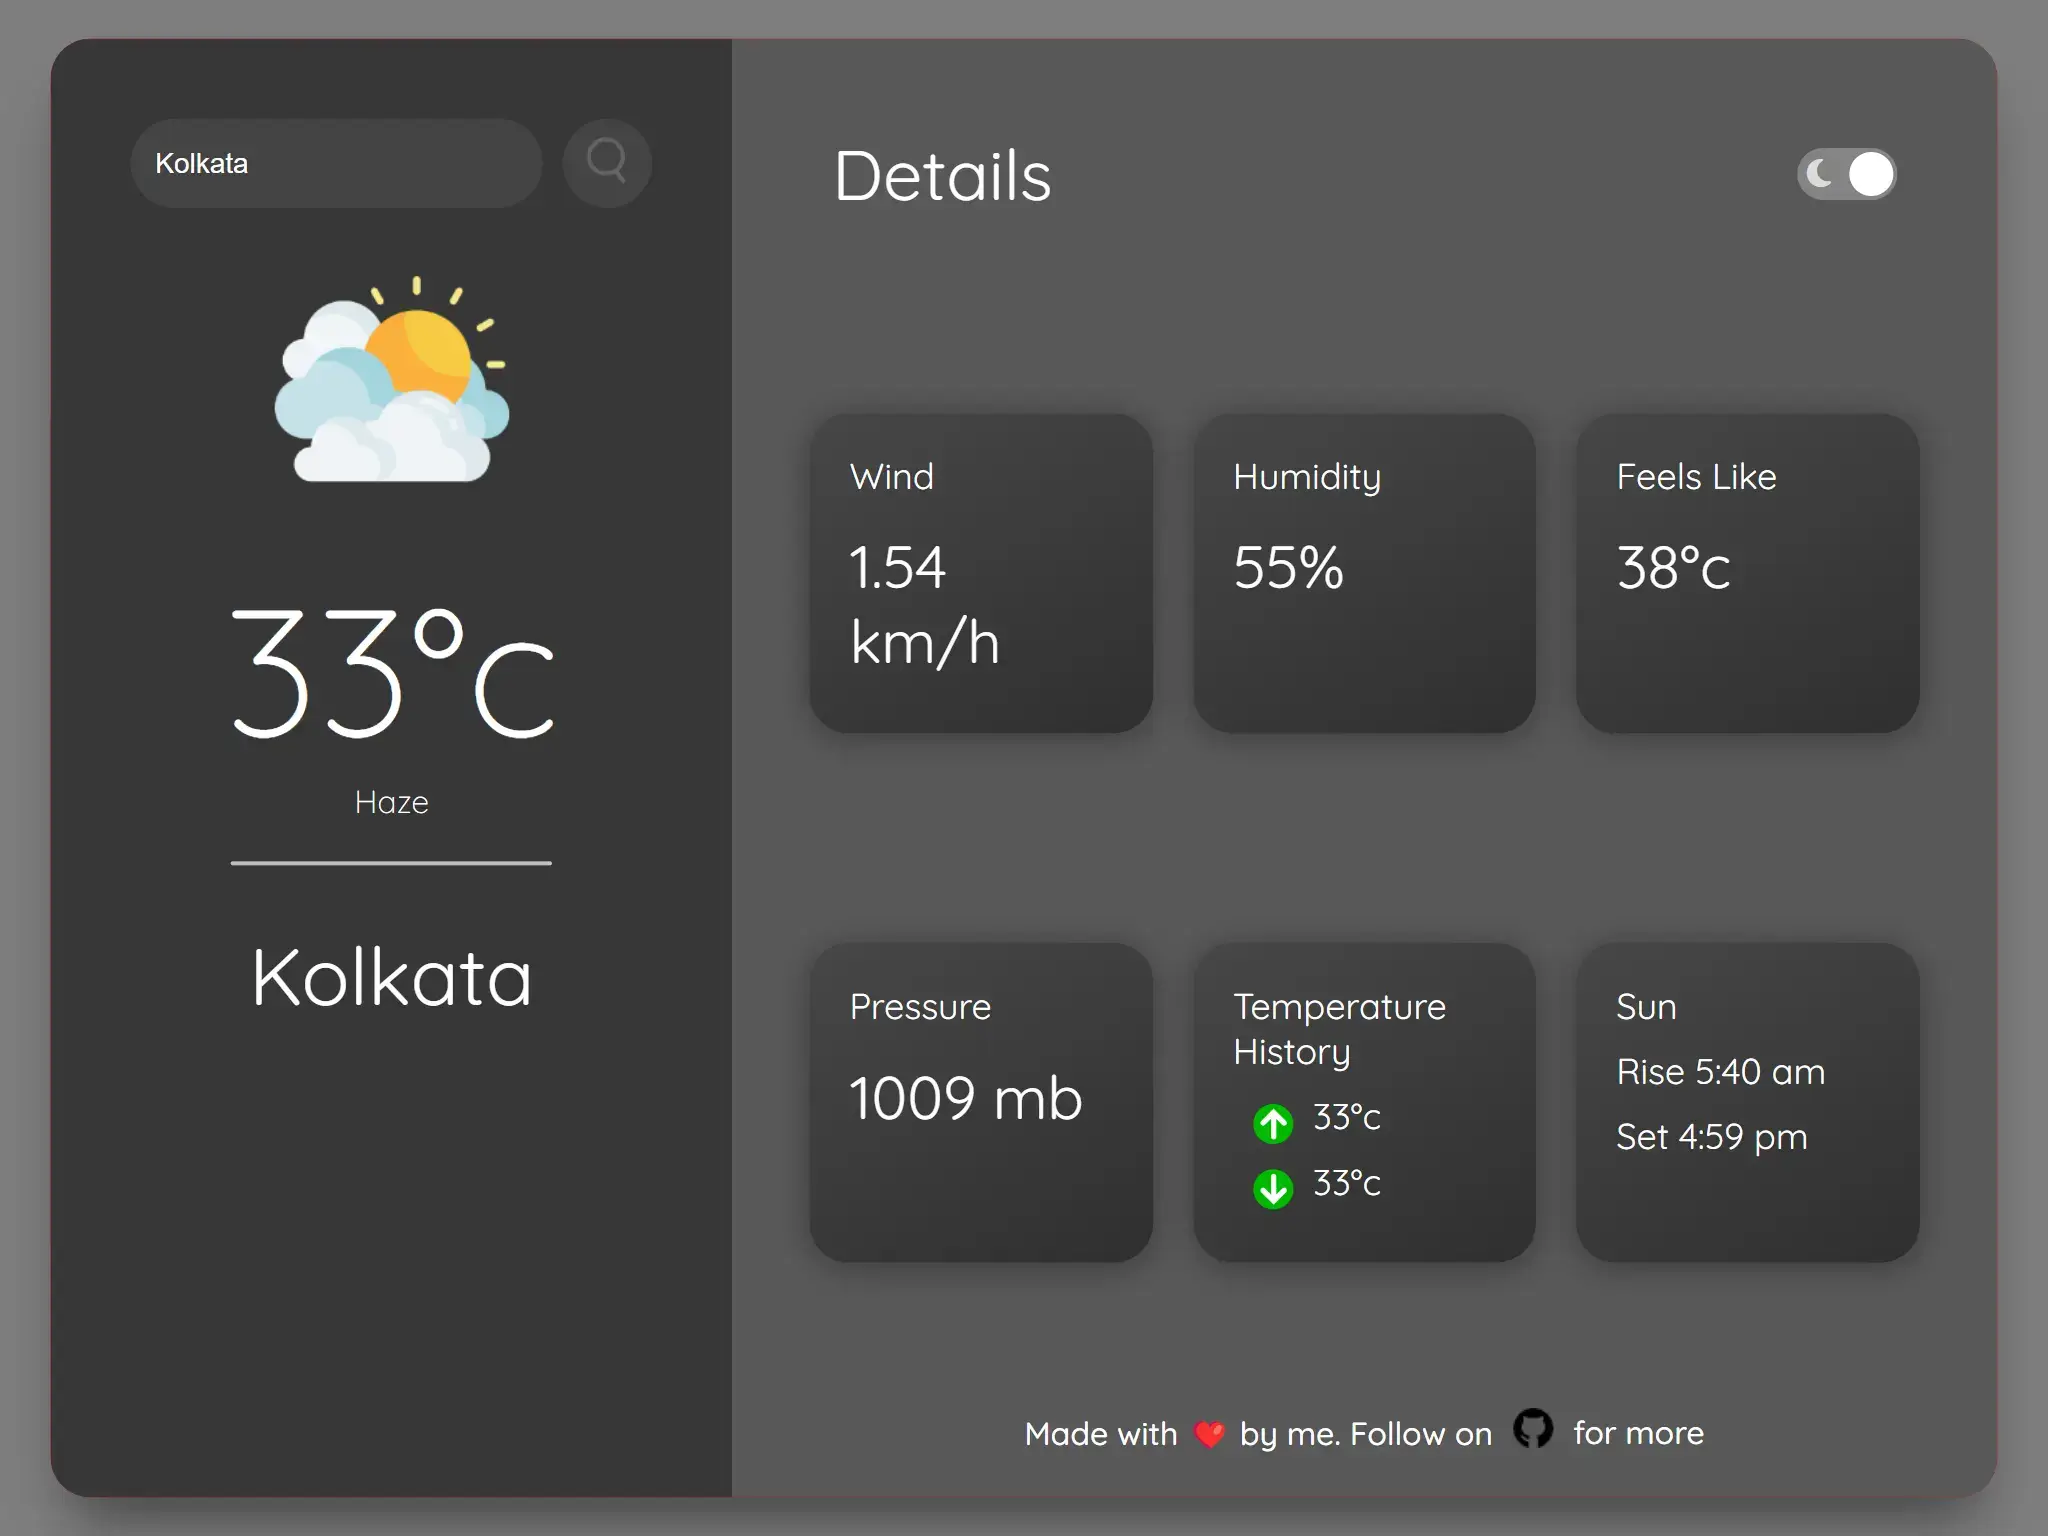 Kolkata
33°c
Haze
Kolkata
Details
Wind
1.54
km/h
Humidity
55%
Feels Like
38°c
Pressure
1009 mb
Temperature
History
33°c
33°c
Sun
Rise 5:40 am
Set 4:59 pm
Made with ❤️ by me. Follow on for more